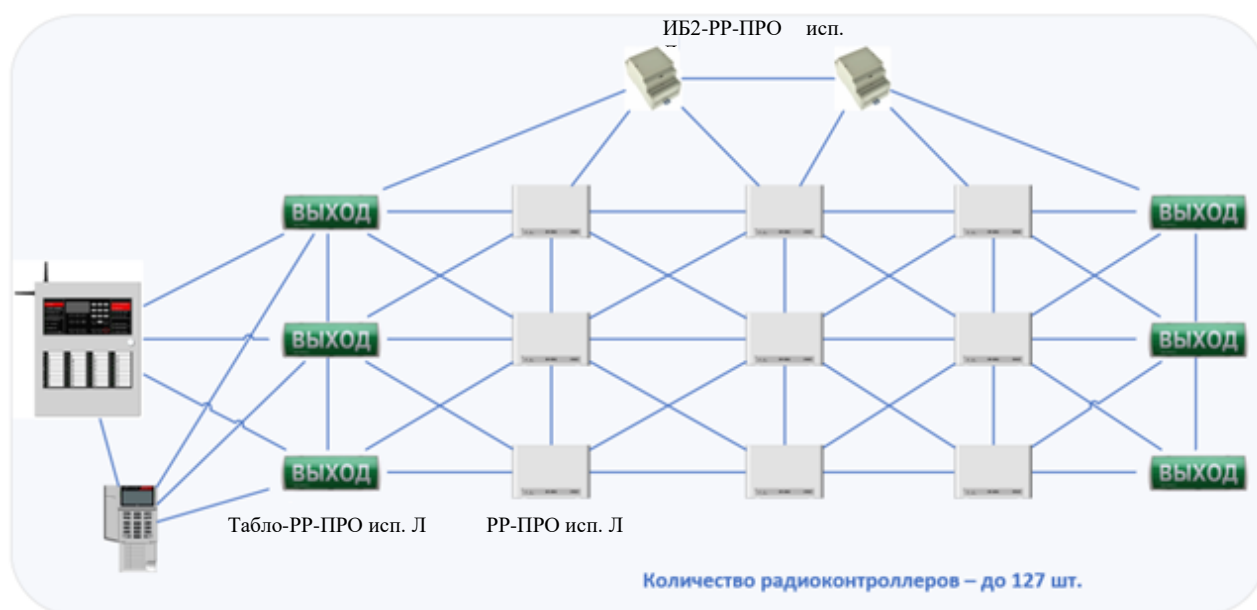 ИБ2-РР-ПРО исп.
ВЫХОД
ВЫХОД
ВЫХОД
ВЫХОД
ВЫХОД
ВЫХОД
Табло-РР-ПРО исп. Л
РР-ПРО исп. Л
Количество радиоконтроллеров – до 127 шт.